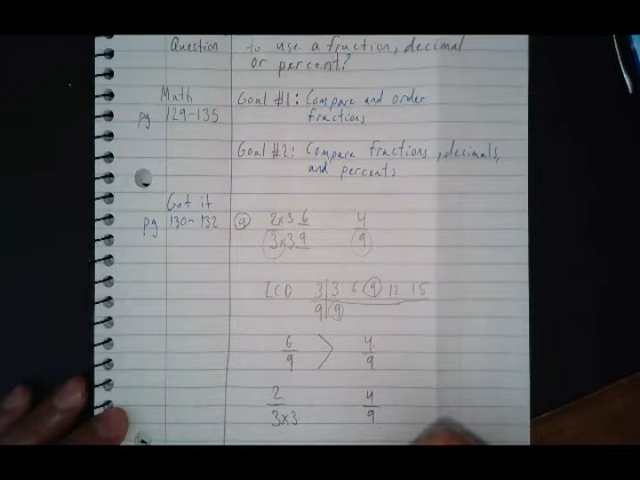 Question to use a fraction, decimal
or percent?
Math Goal #1: Compare and order
pg 129-135 fractions
Goal #2: Compare fractions, decimals,
and percents
Got it
pg 130-132 a 2x3 6 4
3x3 9 9
LCD 3 | 3 6 9 12 15
9 | 9
6 > 4
9 9
2 4
3x3 9